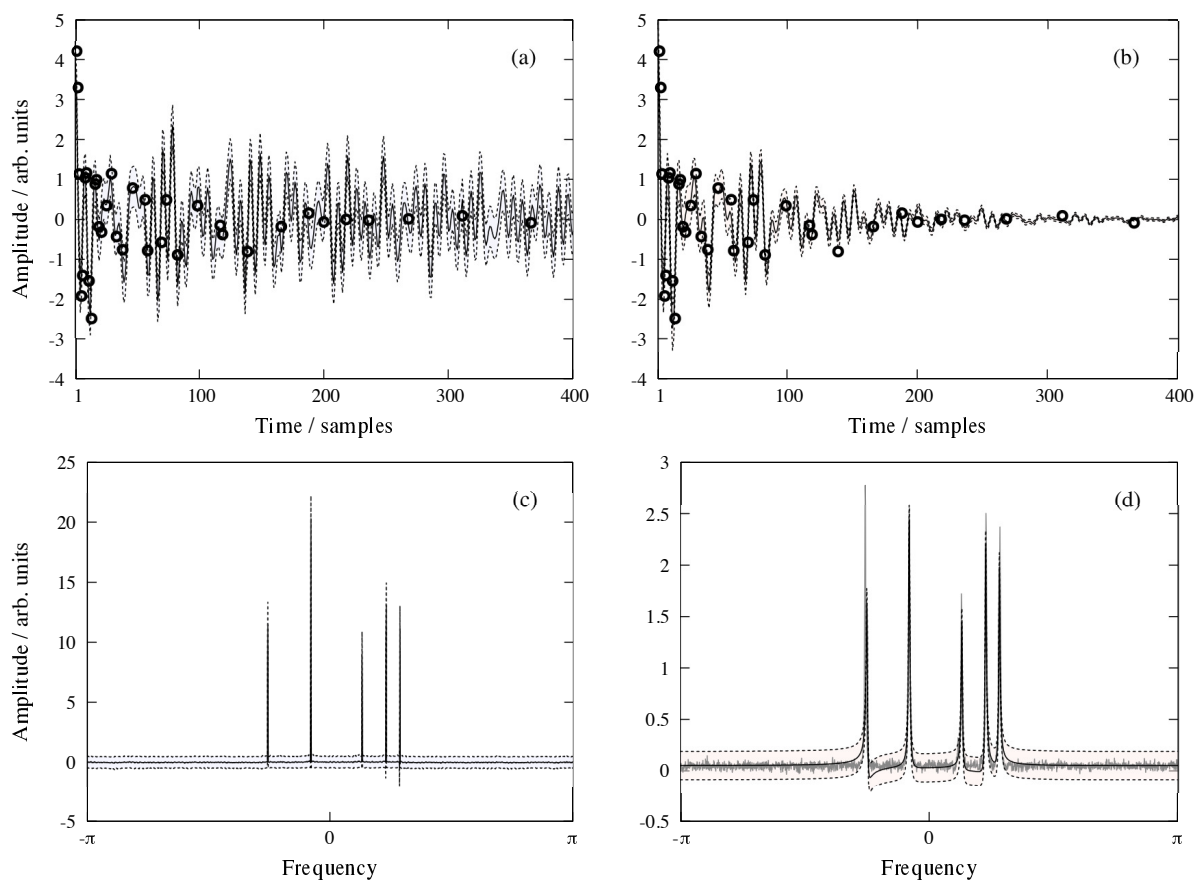 (a)
5
4
3
2
1
0
-1
-2
-3
-4
Amplitude / arb. units
1 100 200 300 400
Time / samples
(b)
5
4
3
2
1
0
-1
-2
-3
-4
Amplitude / arb. units
1 100 200 300 400
Time / samples
(c)
25
20
15
10
5
0
-5
Amplitude / arb. units
-π 0 π
Frequency
(d)
3
2.5
2
1.5
1
0.5
0
-0.5
-π 0 π
Frequency